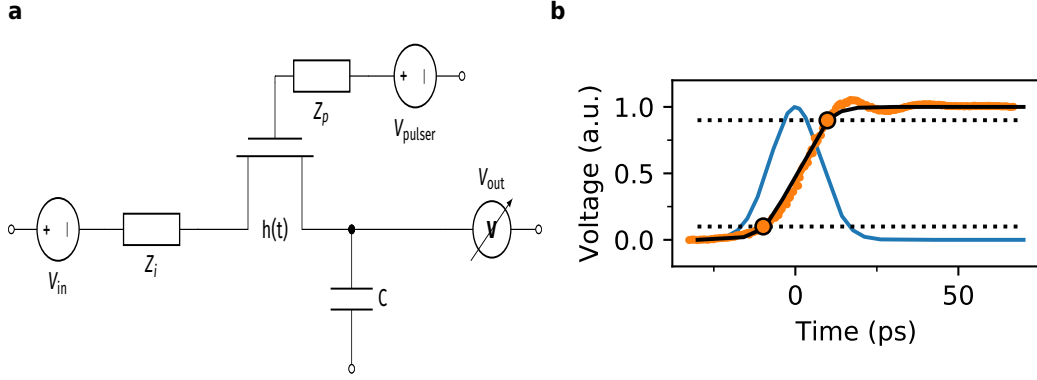 a
b
+ |
Z_p
V_pulser
V_out
V
h(t)
+ |
Z_i
V_in
C
Voltage (a.u.)
1.0
0.5
0.0
0
50
Time (ps)